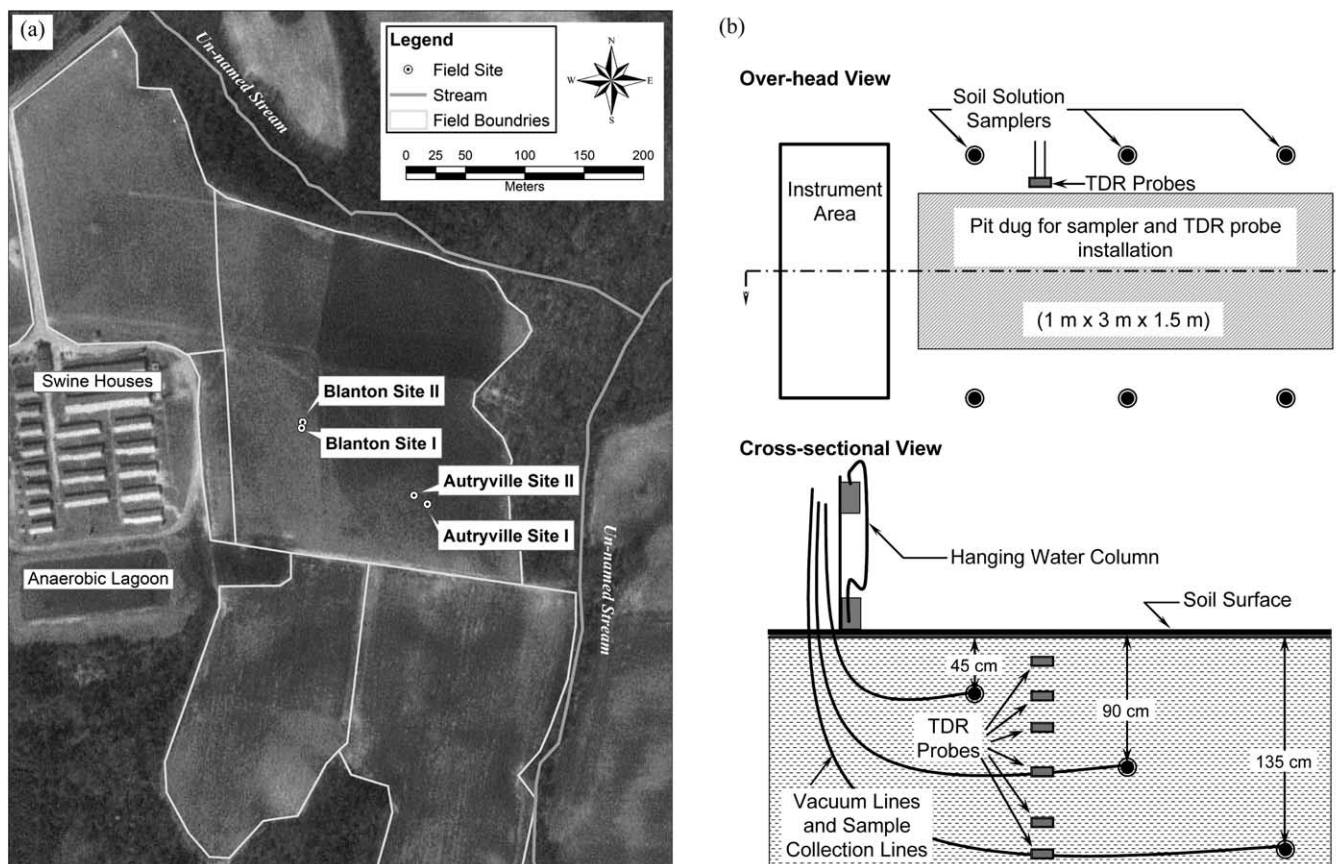 (a)
Un-named Stream
Legend
Field Site
Stream
Field Boundries
N
W
E
S
0 25 50 100 150 200
Meters
Swine Houses
Blanton Site II
Blanton Site I
Autryville Site II
Autryville Site I
Anaerobic Lagoon
Un-named Stream
(b)
Over-head View
Soil Solution
Samplers
TDR Probes
Instrument
Area
Pit dug for sampler and TDR probe
installation
(1 m x 3 m x 1.5 m)
Cross-sectional View
Hanging Water Column
Soil Surface
45 cm
90 cm
135 cm
TDR
Probes
Vacuum Lines
and Sample
Collection Lines